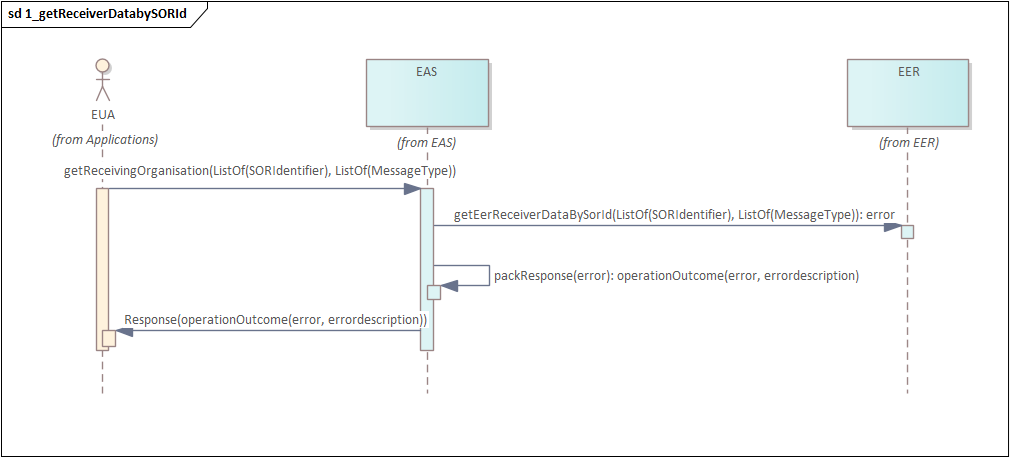 sd 1_getReceiverDatabySORId
EUA
EAS
EER
(from Applications)
(from EAS)
(from EER)
getReceivingOrganisation(ListOf(SORIdentifier), ListOf(MessageType))
getEerReceiverDataBySorId(ListOf(SORIdentifier), ListOf(MessageType)): error
packResponse(error): operationOutcome(error, errordescription)
Response(operationOutcome(error, errordescription))